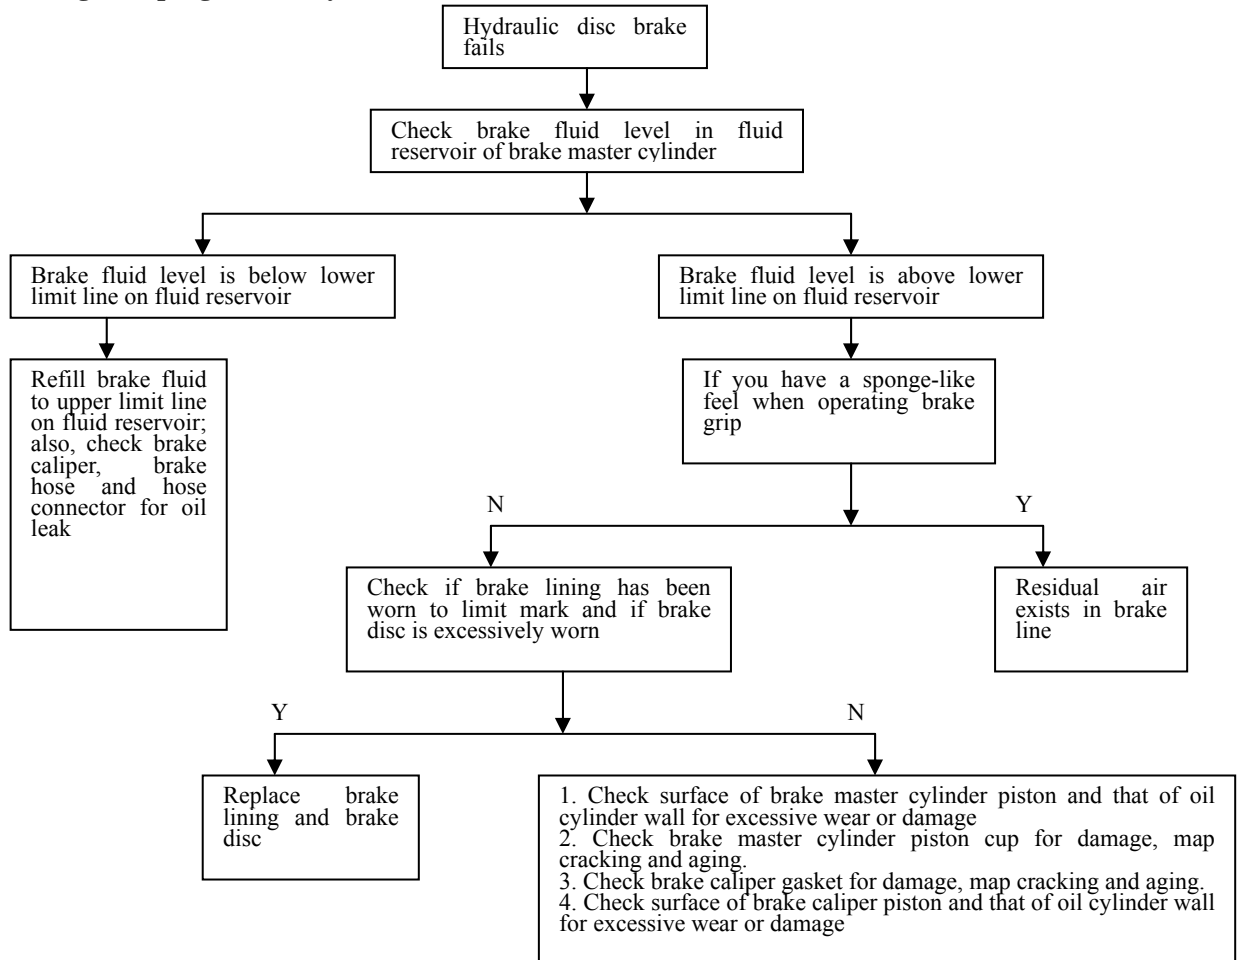 Hydraulic disc brake
fails
Check brake fluid level in fluid
reservoir of brake master cylinder
Brake fluid level is below lower
limit line on fluid reservoir
Brake fluid level is above lower
limit line on fluid reservoir
Refill brake fluid
to upper limit line
on fluid reservoir;
also, check brake
caliper, brake
hose and hose
connector for oil
leak
If you have a sponge-like
feel when operating brake
grip
N
Y
Check if brake lining has been
worn to limit mark and if brake
disc is excessively worn
Residual air
exists in brake
line
Y
N
Replace brake
lining and brake
disc
1. Check surface of brake master cylinder piston and that of oil
cylinder wall for excessive wear or damage
2. Check brake master cylinder piston cup for damage, map
cracking and aging.
3. Check brake caliper gasket for damage, map cracking and aging.
4. Check surface of brake caliper piston and that of oil cylinder wall
for excessive wear or damage